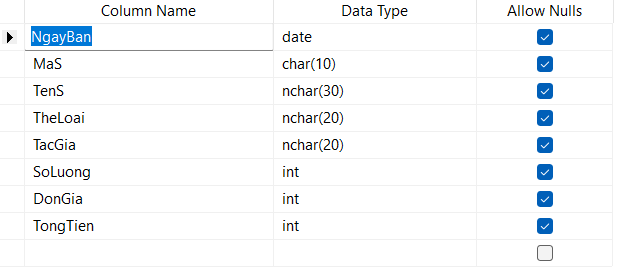 Column Name Data Type Allow Nulls
NgayBan date
MaS char(10)
TenS nchar(30)
TheLoai nchar(20)
TacGia nchar(20)
SoLuong int
DonGia int
TongTien int